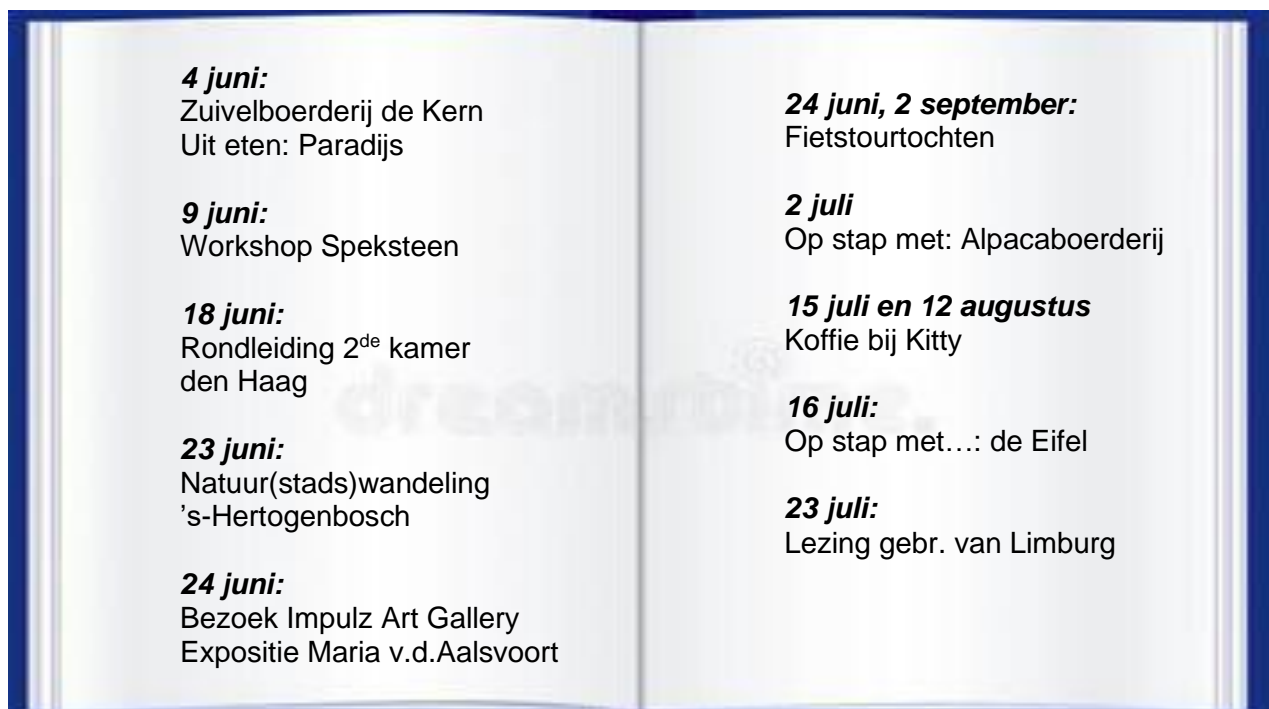 4 juni:
Zuivelboerderij de Kern
Uit eten: Paradijs
9 juni:
Workshop Speksteen
18 juni:
Rondleiding 2de kamer
den Haag
23 juni:
Natuur(stads)wandeling
’s-Hertogenbosch
24 juni:
Bezoek Impulz Art Gallery
Expositie Maria v.d.Aalsvoort
24 juni, 2 september:
Fietstourtochten
2 juli
Op stap met: Alpacaboerderij
15 juli en 12 augustus
Koffie bij Kitty
16 juli:
Op stap met…: de Eifel
23 juli:
Lezing gebr. van Limburg